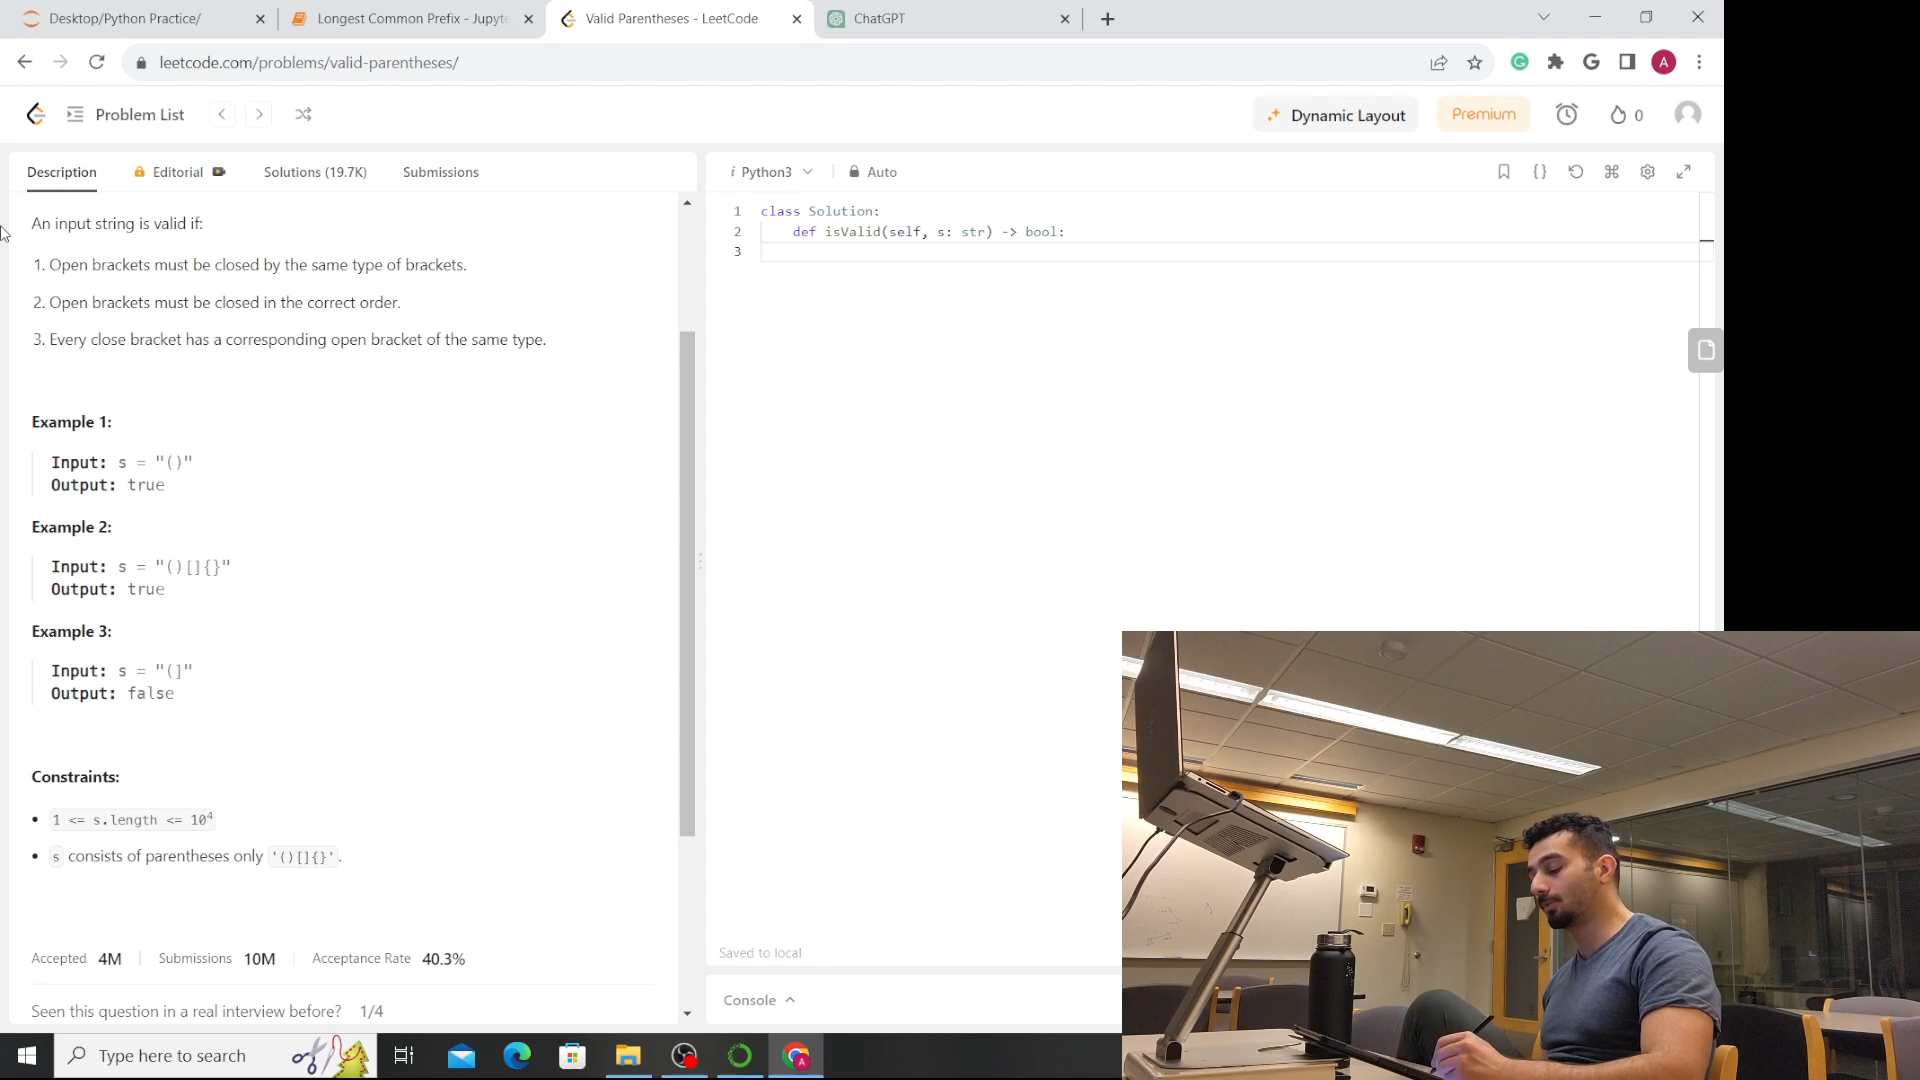 Desktop/Python Practice/
Longest Common Prefix - Jupyte
Valid Parentheses - LeetCode
ChatGPT
leetcode.com/problems/valid-parentheses/
A
Problem List
Dynamic Layout
Premium
0
Description
Editorial
Solutions (19.7K)
Submissions
i Python3
Auto
An input string is valid if:
1. Open brackets must be closed by the same type of brackets.
2. Open brackets must be closed in the correct order.
3. Every close bracket has a corresponding open bracket of the same type.
Example 1:
Input: s = "()"
Output: true
Example 2:
Input: s = "()[]{}"
Output: true
Example 3:
Input: s = "(]"
Output: false
Constraints:
• 1 <= s.length <= 10⁴
• s consists of parentheses only '()[]{}'.
Accepted 4M
Submissions 10M
Acceptance Rate 40.3%
Seen this question in a real interview before? 1/4
1 class Solution:
2 def isValid(self, s: str) -> bool:
3
Saved to local
Console
Type here to search
A